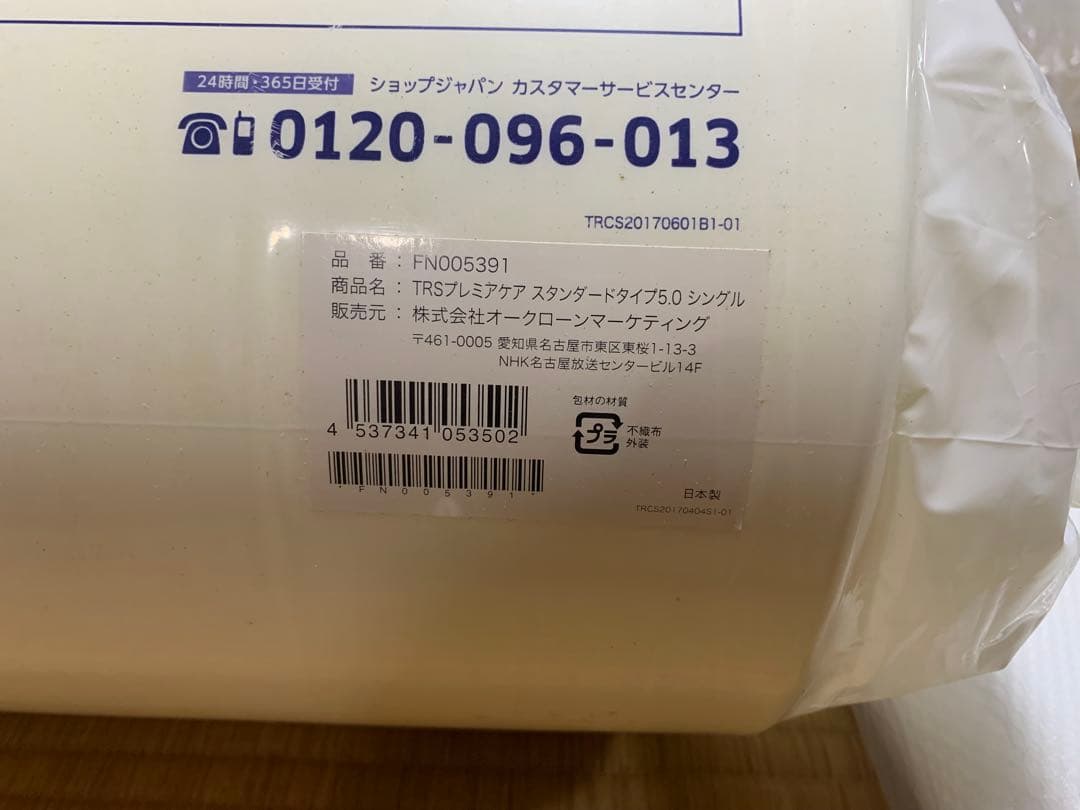 24時間・365日受付 ショップジャパン カスタマーサービスセンター
0120-096-013
TRCS20170601B1-01
品 番 : FN005391
商品名 : TRSプレミアケア スタンダードタイプ5.0 シングル
販売元 : 株式会社オークローンマーケティング
〒461-0005 愛知県名古屋市東区東桜1-13-3
NHK名古屋放送センタービル14F
包材の材質
プラ
不織布
外装
4 537341 053502
*FN005391*
日本製
TRCS20170404S1-01